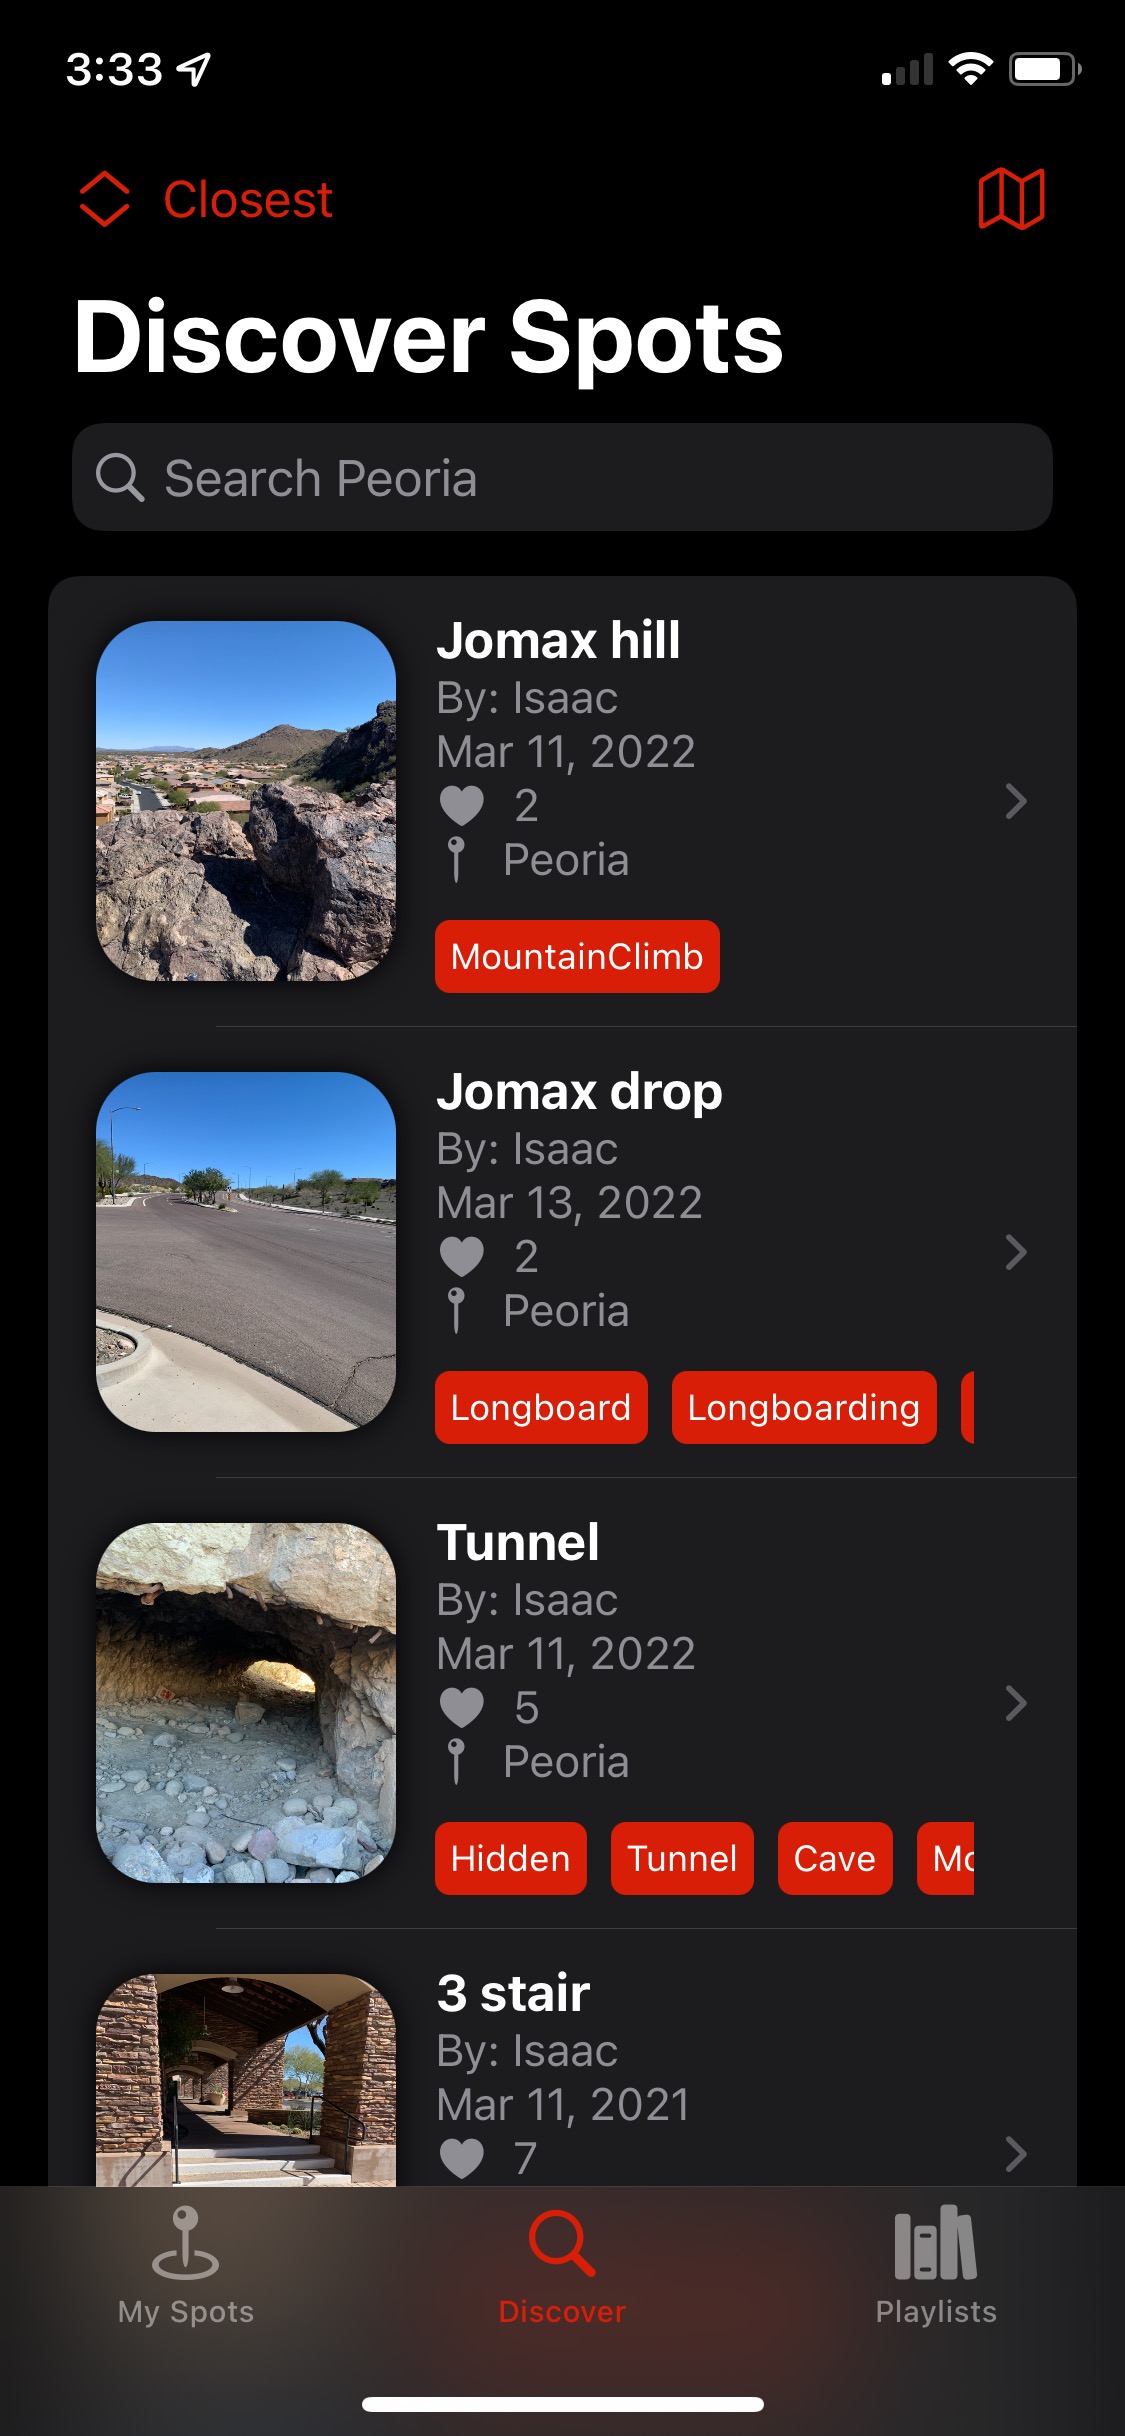 3:33
Closest
Discover Spots
Search Peoria
Jomax hill
By: Isaac
Mar 11, 2022
2
Peoria
MountainClimb
Jomax drop
By: Isaac
Mar 13, 2022
2
Peoria
Longboard Longboarding
Tunnel
By: Isaac
Mar 11, 2022
5
Peoria
Hidden Tunnel Cave
3 stair
By: Isaac
Mar 11, 2021
7
My Spots Discover Playlists